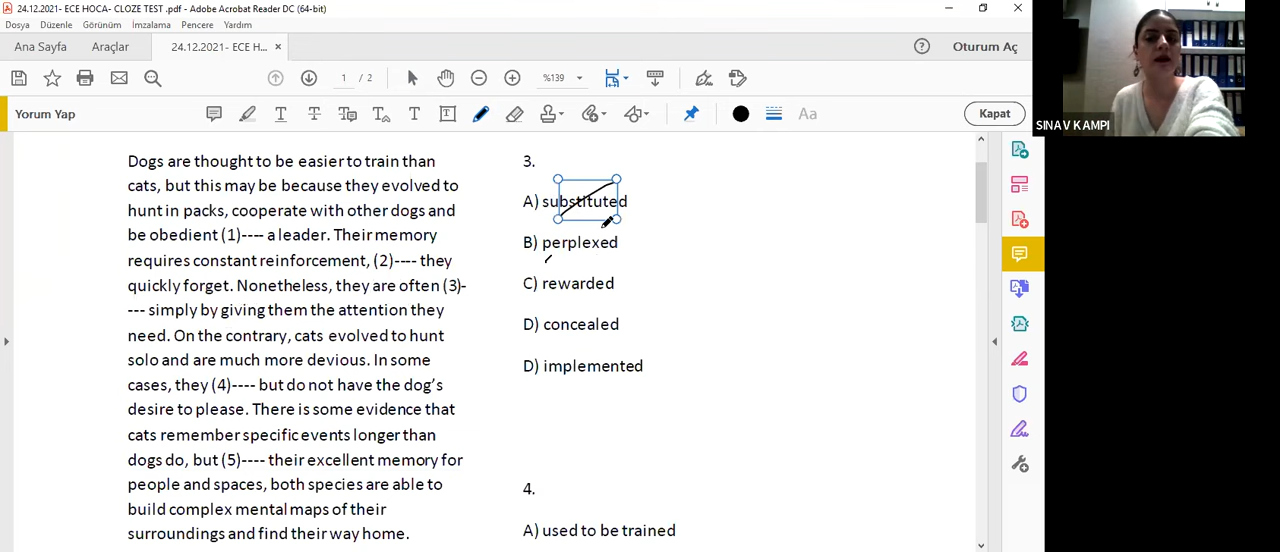 24.12.2021- ECE HOCA- CLOZE TEST .pdf - Adobe Acrobat Reader DC (64-bit)
Dosya Düzenle Görünüm İmzalama Pencere Yardım
Ana Sayfa Araçlar 24.12.2021- ECE H... Oturum Aç
1 / 2 %139
Yorum Yap Aa Kapat
SINAV KAMPI
Dogs are thought to be easier to train than
cats, but this may be because they evolved to
hunt in packs, cooperate with other dogs and
be obedient (1)---- a leader. Their memory
requires constant reinforcement, (2)---- they
quickly forget. Nonetheless, they are often (3)-
--- simply by giving them the attention they
need. On the contrary, cats evolved to hunt
solo and are much more devious. In some
cases, they (4)---- but do not have the dog's
desire to please. There is some evidence that
cats remember specific events longer than
dogs do, but (5)---- their excellent memory for
people and spaces, both species are able to
build complex mental maps of their
surroundings and find their way home.
3.
A) substituted
B) perplexed
C) rewarded
D) concealed
D) implemented
4.
A) used to be trained